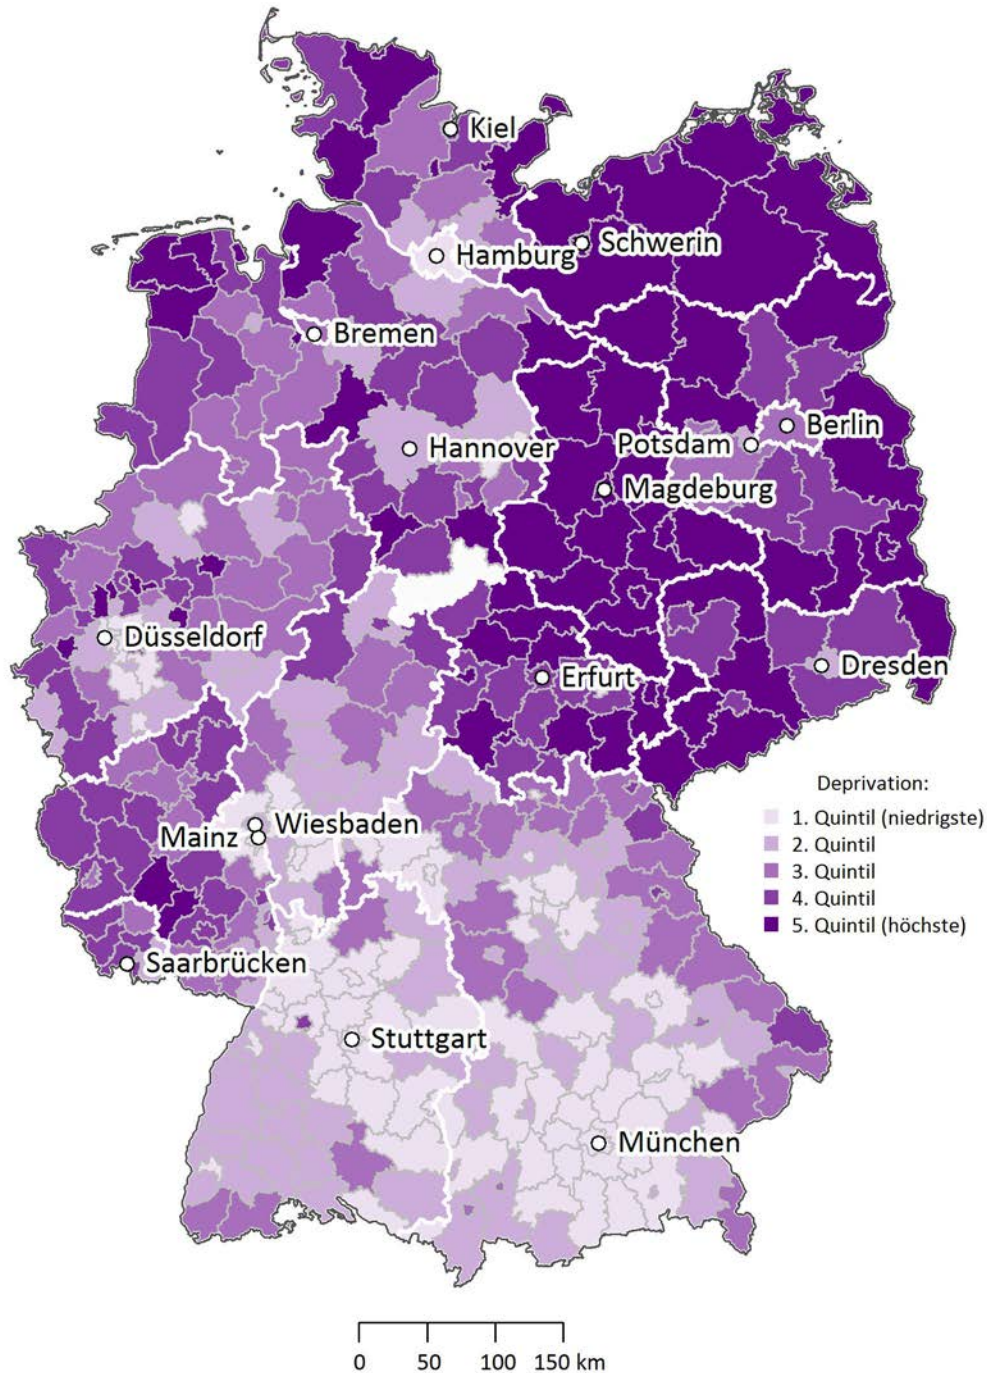 Kiel
Schwerin
Hamburg
Bremen
Berlin
Potsdam
Hannover
Magdeburg
Düsseldorf
Erfurt
Dresden
Deprivation:
1. Quintil (niedrigste)
2. Quintil
3. Quintil
4. Quintil
5. Quintil (höchste)
Wiesbaden
Mainz
Saarbrücken
Stuttgart
München
0 50 100 150 km